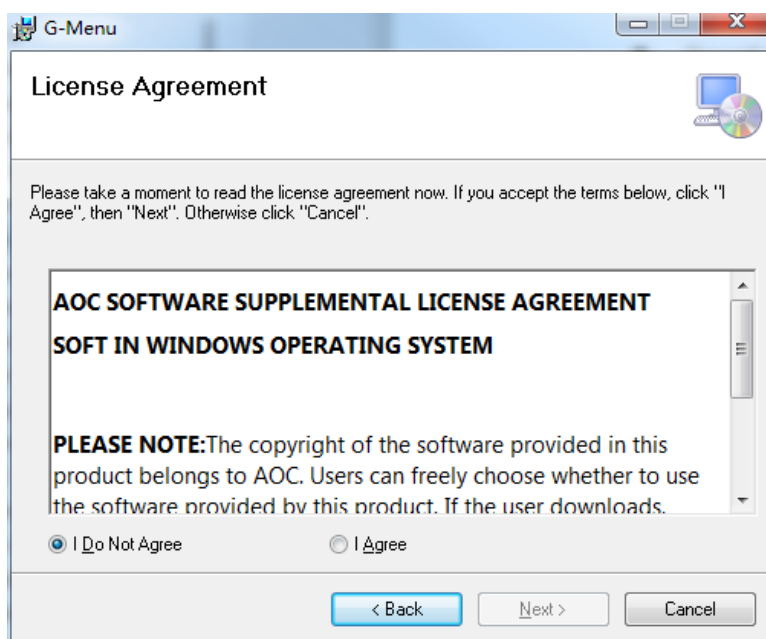 G-Menu
License Agreement
Please take a moment to read the license agreement now. If you accept the terms below, click "I
Agree", then "Next". Otherwise click "Cancel".
AOC SOFTWARE SUPPLEMENTAL LICENSE AGREEMENT
SOFT IN WINDOWS OPERATING SYSTEM
PLEASE NOTE:The copyright of the software provided in this
product belongs to AOC. Users can freely choose whether to use
the software provided by this product. If the user downloads,
I Do Not Agree
I Agree
< Back
Next >
Cancel